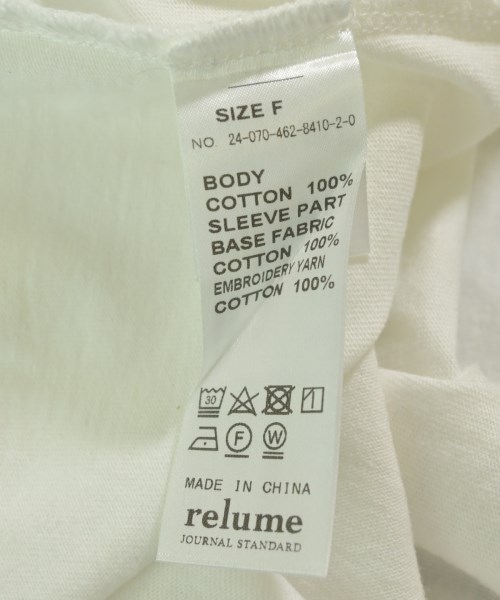 SIZE F
NO 24-070-462-8410-2-0
BODY
COTTON 100%
SLEEVE PART
BASE FABRIC
COTTON 100%
EMBROIDERY YARN
COTTON 100%
30
F W
MADE IN CHINA
relume
JOURNAL STANDARD